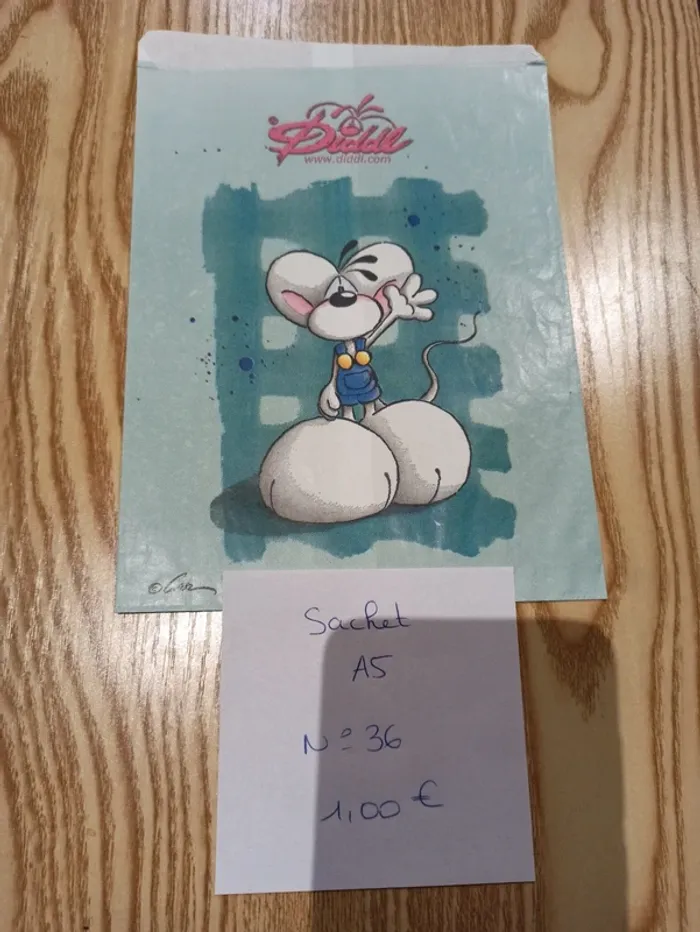 Diddl
www.diddl.com
Sachet
A5
N° 36
1,00 €